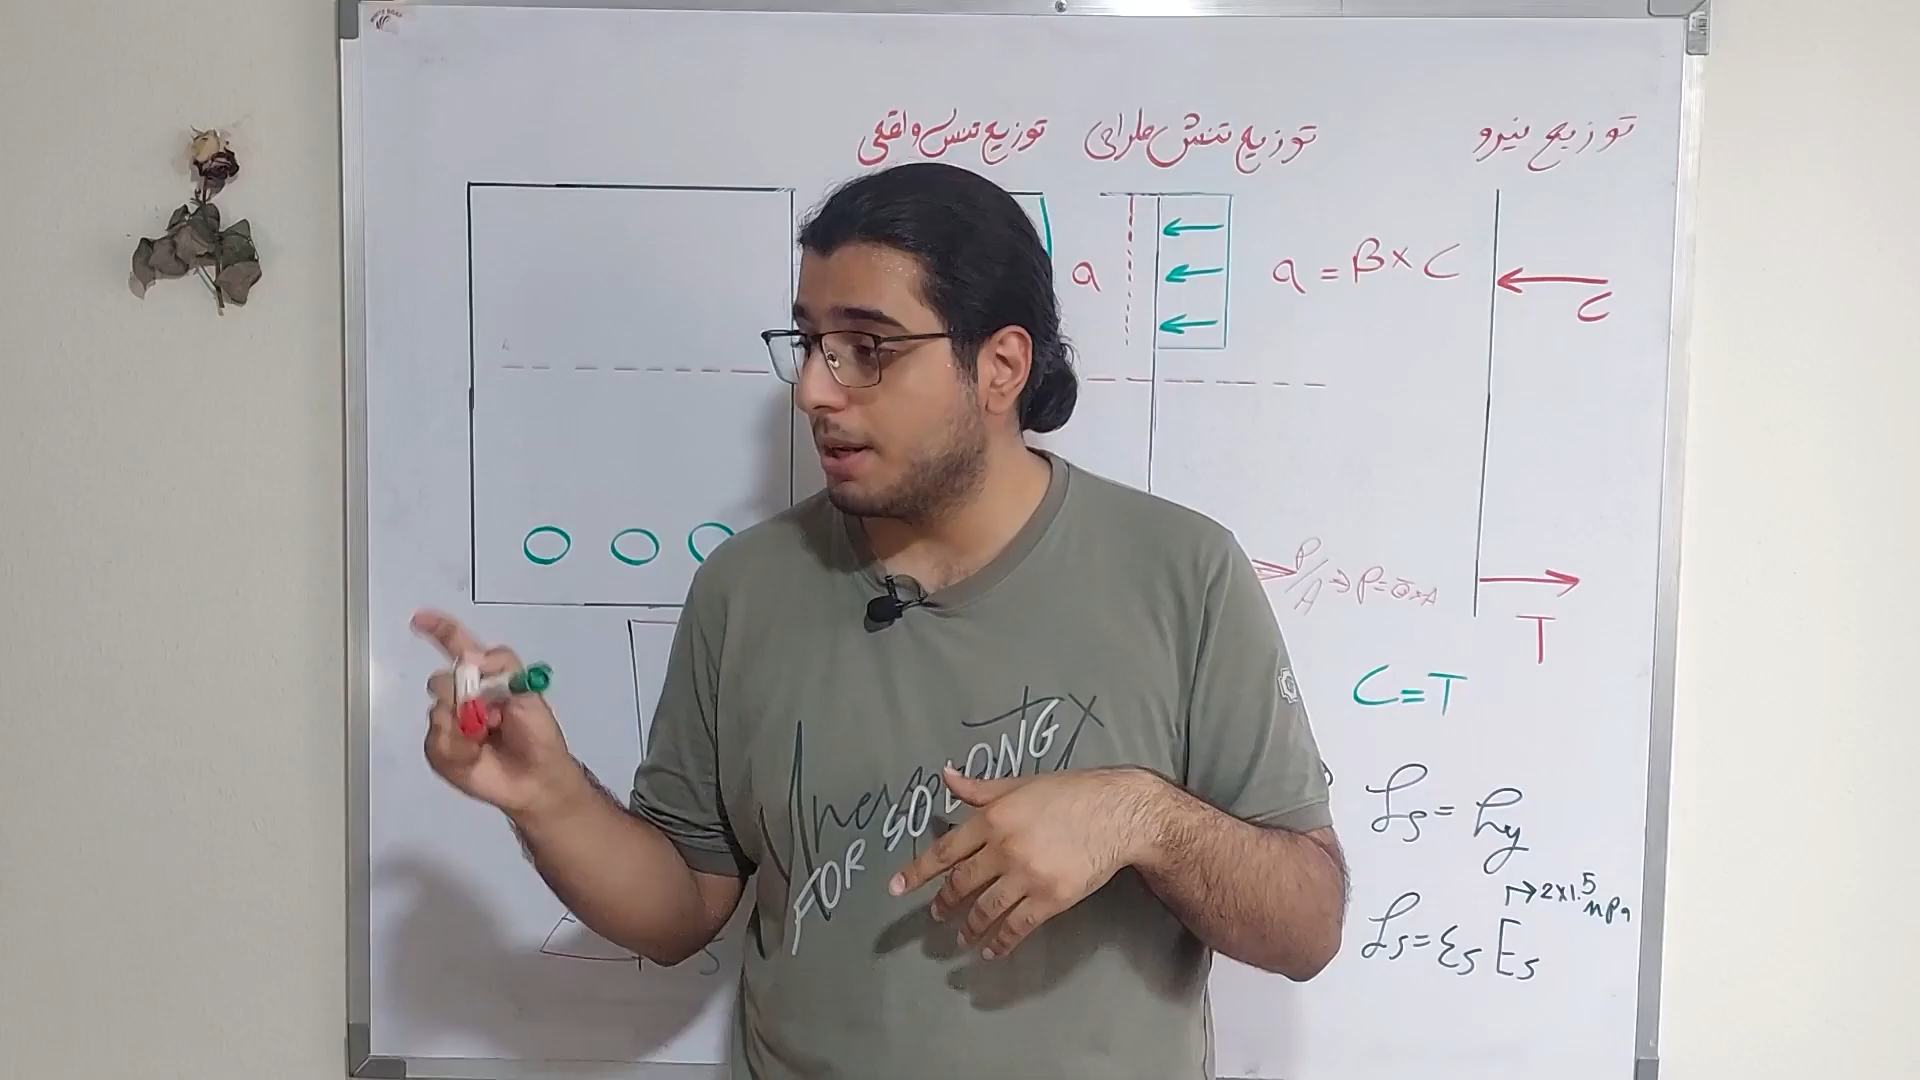 توزیع تنش واقعی
توزیع تنش طراحی
توزیع نیرو
a
a = β × C
C
P/A → P = σ × A
T
C = T
fs = fy
→ 2×1.⁵ MPa
fs = εs Es
S
FOR SO LONG